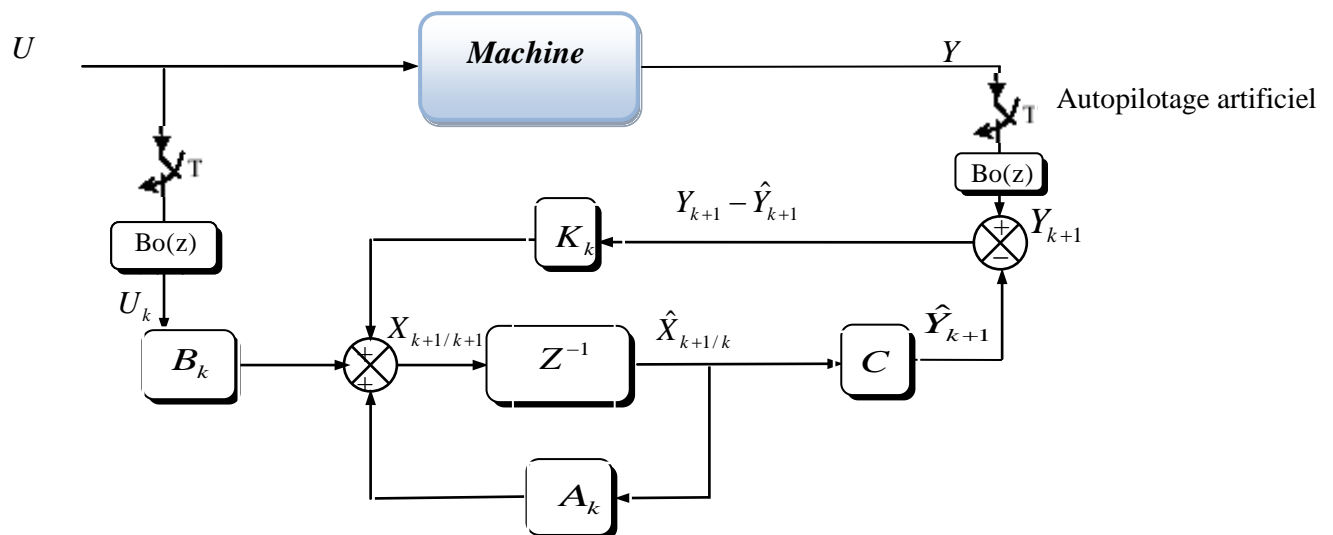 U
Machine
Y
T
Autopilotage artificiel
T
Bo(z)
Bo(z)
K_k
Y_{k+1} − Ŷ_{k+1}
+
−
Y_{k+1}
U_k
B_k
+
+
X_{k+1/k+1}
Z^{-1}
X̂_{k+1/k}
C
Ŷ_{k+1}
A_k